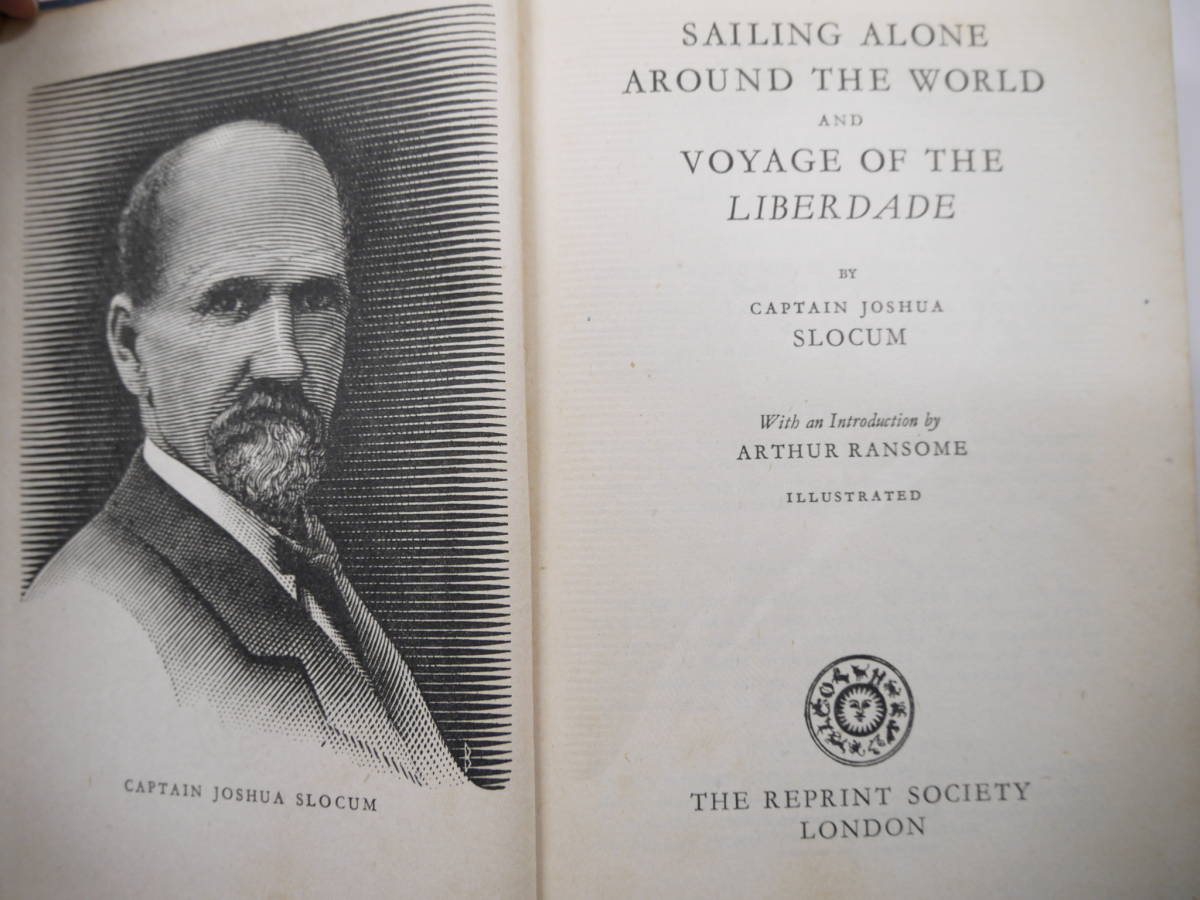 CAPTAIN JOSHUA SLOCUM
SAILING ALONE
AROUND THE WORLD
AND
VOYAGE OF THE
LIBERDADE
BY
CAPTAIN JOSHUA
SLOCUM
With an Introduction by
ARTHUR RANSOME
ILLUSTRATED
THE REPRINT SOCIETY
LONDON